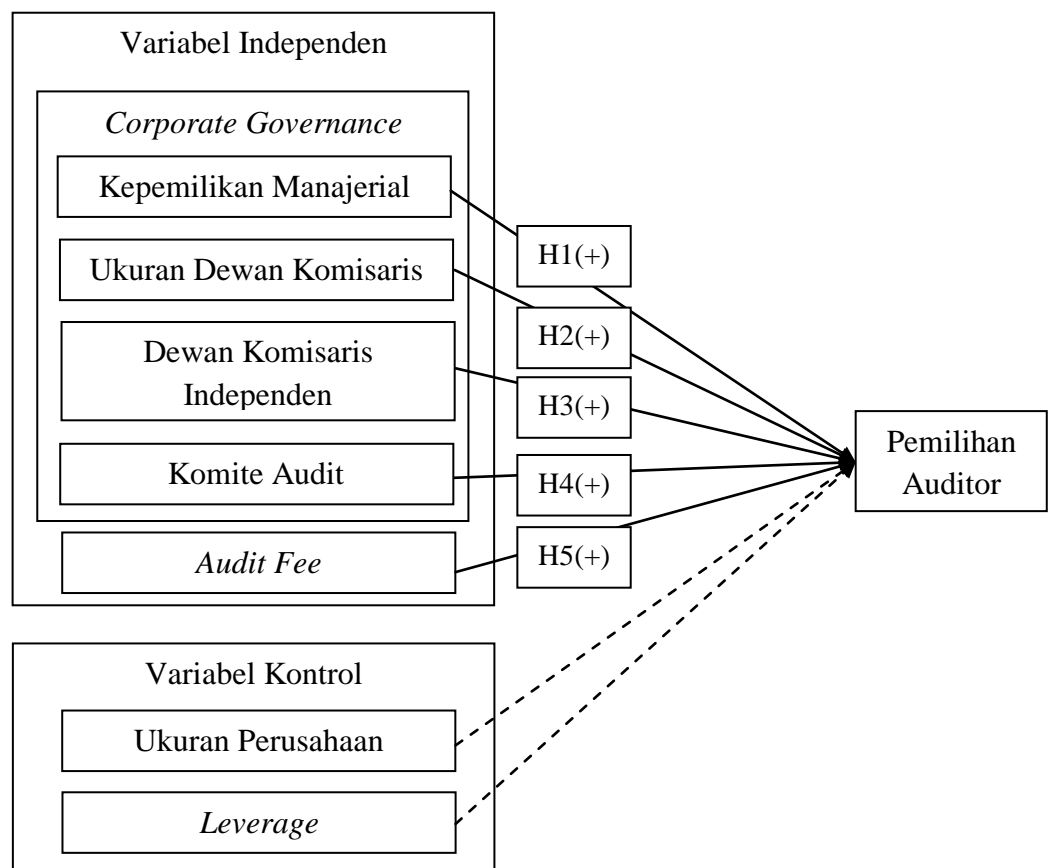 Variabel Independen
Corporate Governance
Kepemilikan Manajerial
H1(+)
Ukuran Dewan Komisaris
H2(+)
Dewan Komisaris
Independen
H3(+)
Komite Audit
H4(+)
Audit Fee
H5(+)
Pemilihan
Auditor
Variabel Kontrol
Ukuran Perusahaan
Leverage